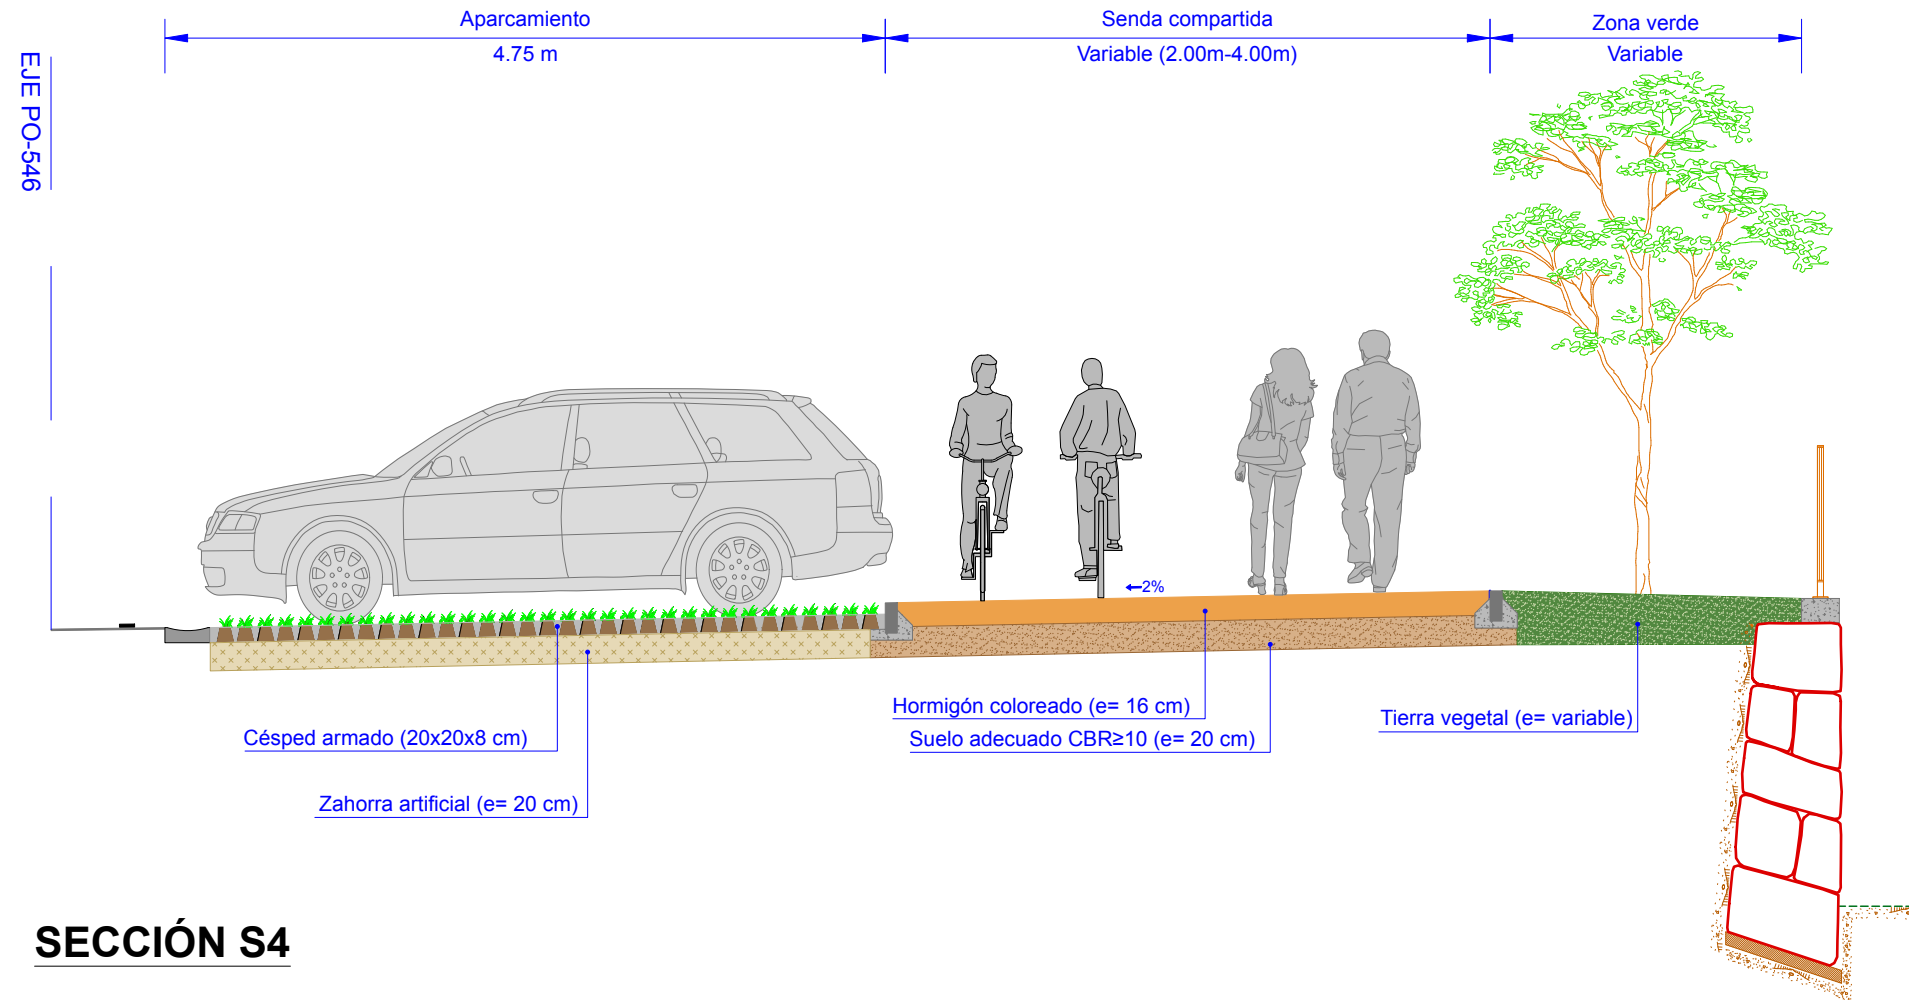 Aparcamiento
4.75 m
Senda compartida
Variable (2.00m-4.00m)
Zona verde
Variable
EJE PO-546
2%
Hormigón coloreado (e= 16 cm)
Suelo adecuado CBR≥10 (e= 20 cm)
Tierra vegetal (e= variable)
Césped armado (20x20x8 cm)
Zahorra artificial (e= 20 cm)
SECCIÓN S4